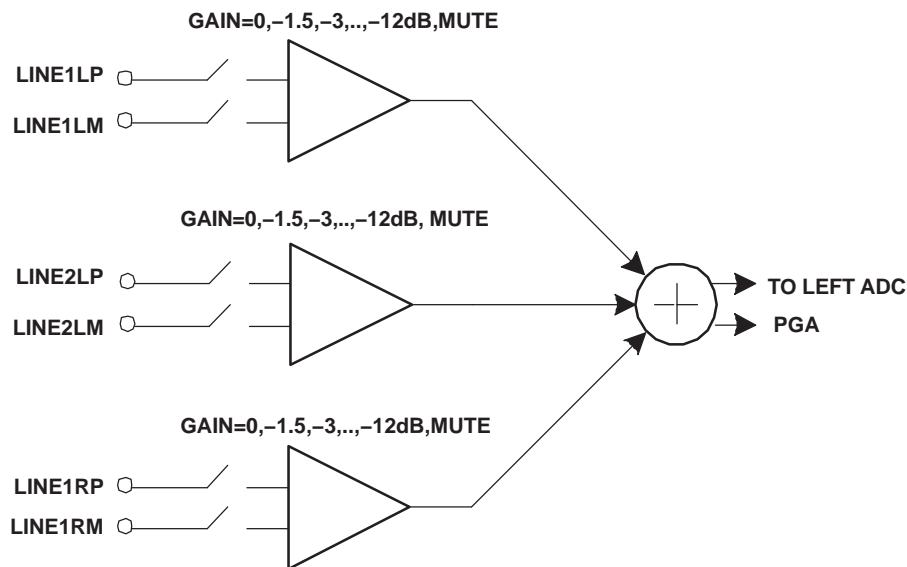 GAIN=0,−1.5,−3,..,−12dB,MUTE
LINE1LP
LINE1LM
GAIN=0,−1.5,−3,..,−12dB, MUTE
LINE2LP
LINE2LM
TO LEFT ADC
PGA
GAIN=0,−1.5,−3,..,−12dB,MUTE
LINE1RP
LINE1RM